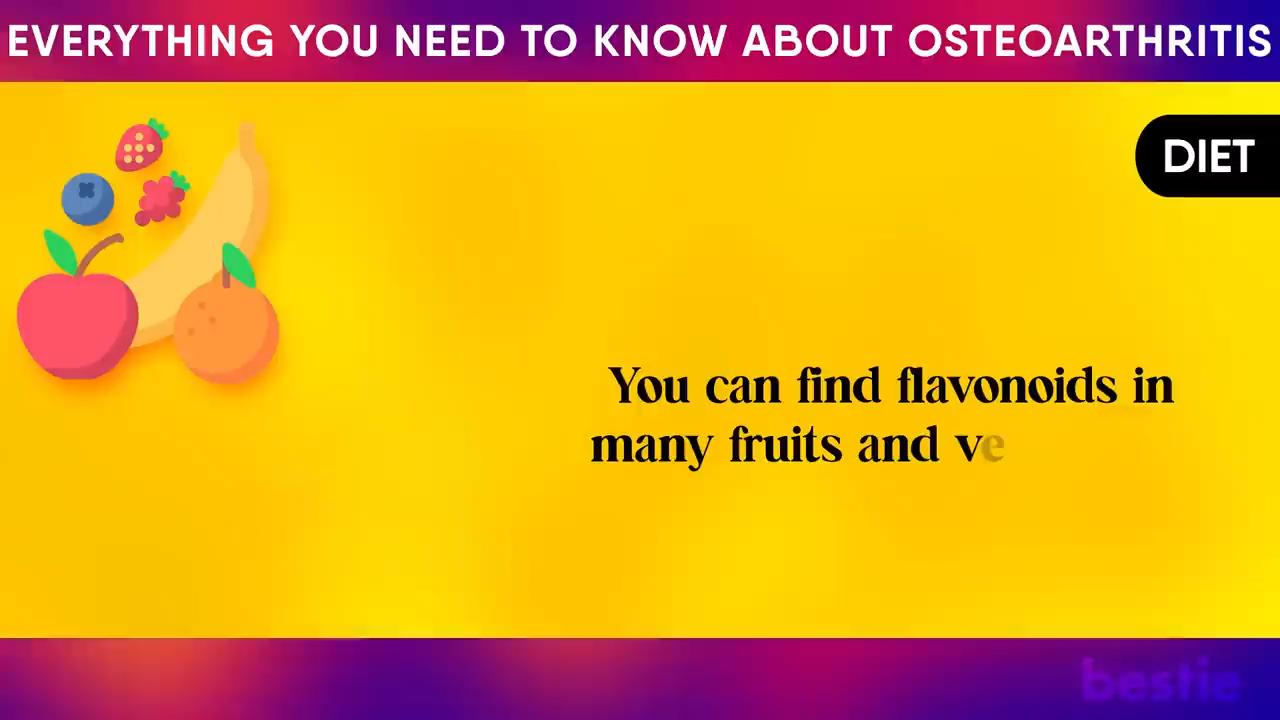 EVERYTHING YOU NEED TO KNOW ABOUT OSTEOARTHRITIS
DIET
You can find flavonoids in
many fruits and ve
bestie